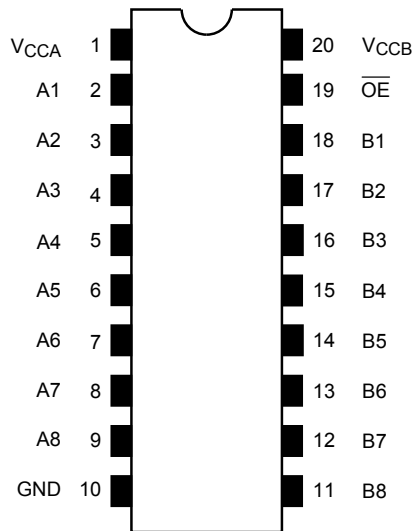 VCCA 1 20 VCCB
A1 2 19 O̅E̅
A2 3 18 B1
A3 4 17 B2
A4 5 16 B3
A5 6 15 B4
A6 7 14 B5
A7 8 13 B6
A8 9 12 B7
GND 10 11 B8